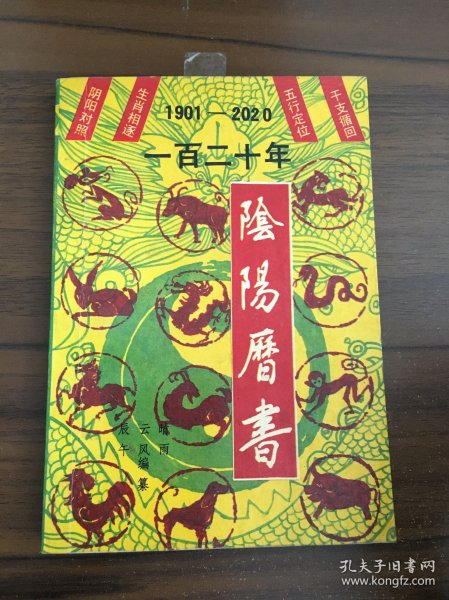 阴阳对照
生肖相逐
五行定位
干支循回
1901—2020
一百二十年
陰陽曆書
晴雨
云风编纂
辰午
孔夫子旧书网
www.kongfz.com